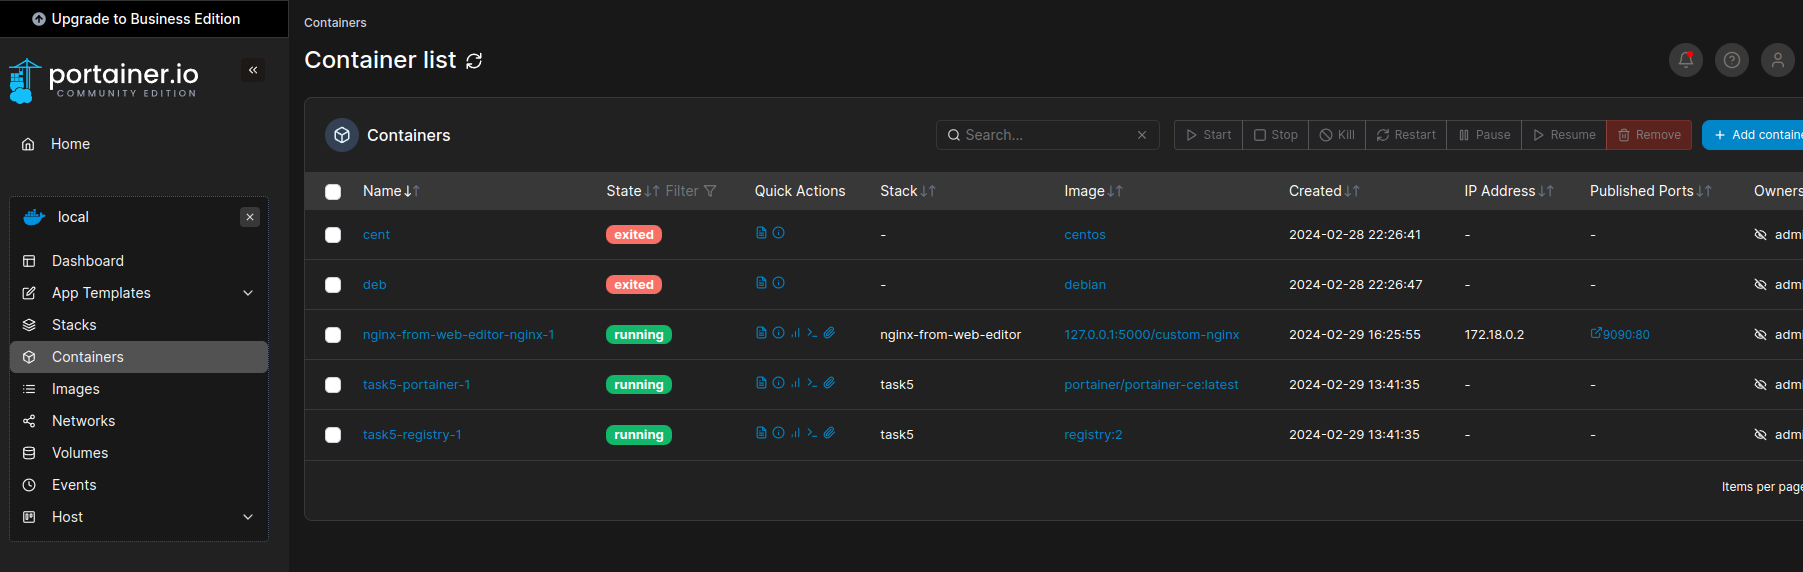 Upgrade to Business Edition
portainer.io
COMMUNITY EDITION
Home
local
Dashboard
App Templates
Stacks
Containers
Images
Networks
Volumes
Events
Host
Containers
Container list
Containers
Search...
Start Stop Kill Restart Pause Resume Remove + Add containe
Name State Filter Quick Actions Stack Image Created IP Address Published Ports Owners
cent exited - centos 2024-02-28 22:26:41 - - admi
deb exited - debian 2024-02-28 22:26:47 - - admi
nginx-from-web-editor-nginx-1 running nginx-from-web-editor 127.0.0.1:5000/custom-nginx 2024-02-29 16:25:55 172.18.0.2 9090:80 admi
task5-portainer-1 running task5 portainer/portainer-ce:latest 2024-02-29 13:41:35 - - admi
task5-registry-1 running task5 registry:2 2024-02-29 13:41:35 - - admi
Items per page